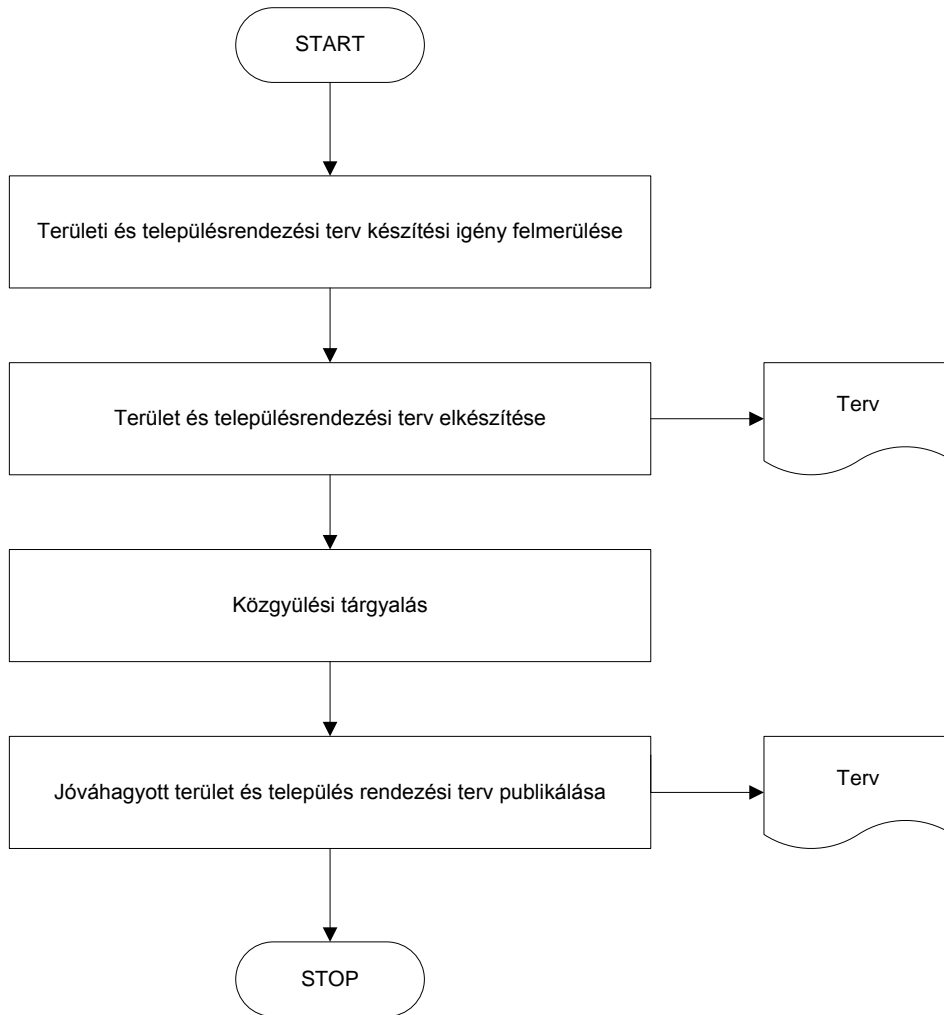 START
Területi és településrendezési terv készítési igény felmerülése
Terület és településrendezési terv elkészítése
Terv
Közgyülési tárgyalás
Jóváhagyott terület és település rendezési terv publikálása
Terv
STOP